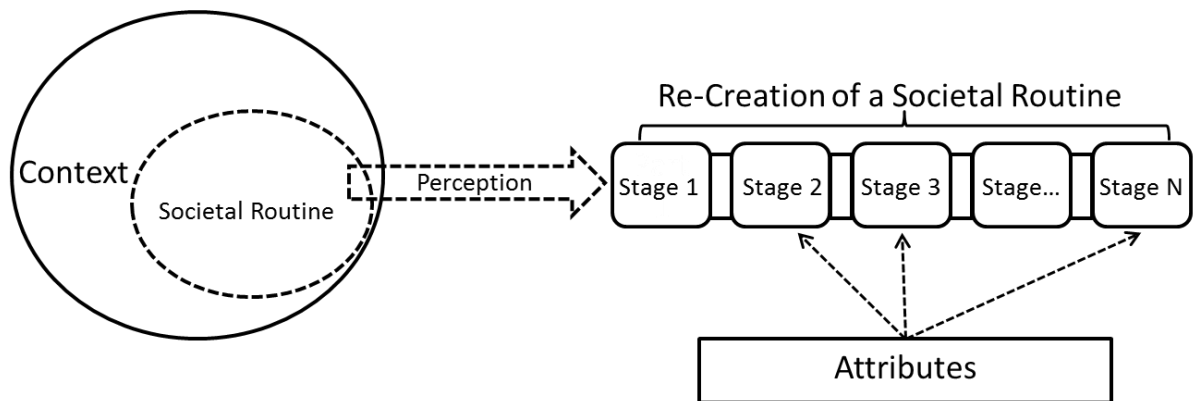 Re-Creation of a Societal Routine
Context
Societal Routine
Perception
Stage 1
Stage 2
Stage 3
Stage...
Stage N
Attributes